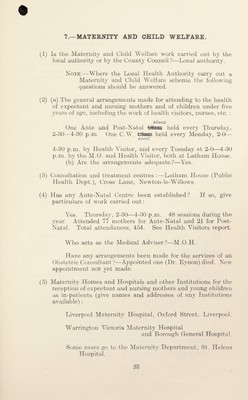 7.—MATERNITY AND CHILD WELFARE.
(1) Is the Maternity and Child Welfare work carried out by the
local authority or by the County Council?—Local authority.
NOTE.—Where the Local Health Authority carry out a
Maternity and Child Welfare scheme the following
questions should be answered.
(2) (a) The general arrangements made for attending to the health
of expectant and nursing mothers and of children under five
years of age, including the work of health visitors, nurses, etc.
One Ante and Post-Natal held every Thursday,
2-30—4-30 p.m. One C.W. held every Monday, 2-0—
4-30 p.m. by Health Visitor, and every Tuesday at 2-0—4-30
p.m. by the M.O. and Health Visitor, both at Latham House.
(b) Are the arrangements adequate?—Yes.
(3) Consultation and treatment centres:—Latham House (Public
Health Dept.), Cross Lane, Newton-le-Willows.
(4) Has any Ante-Natal Centre been established? If so, give
particulars of work carried out:
Yes. Thursday, 2-30—4-30 p.m. 48 sessions during the
year. Attended 77 mothers for Ante-Natal and 21 for Post-
Natal. Total attendances, 454. See Health Visitors report.
Who acts as the Medical Adviser?—M.O.H.
Have any arrangements been made for the services of an
Obstetric Consultant?—Appointed one (Dr. Eynon) died. New
appointment not yet made.
(5) Maternity Homes and Hospitals and other Institutions for the
reception of expectant and nursing mothers and young children
as in-patients (give names and addresses of any Institutions
available):
Liverpool Maternity Hospital, Oxford Street, Liverpool.
Warrington Victoria Maternity Hospital
and Borough General Hospital.
Some cases go to the Maternity Department, St. Helens
Hospital.